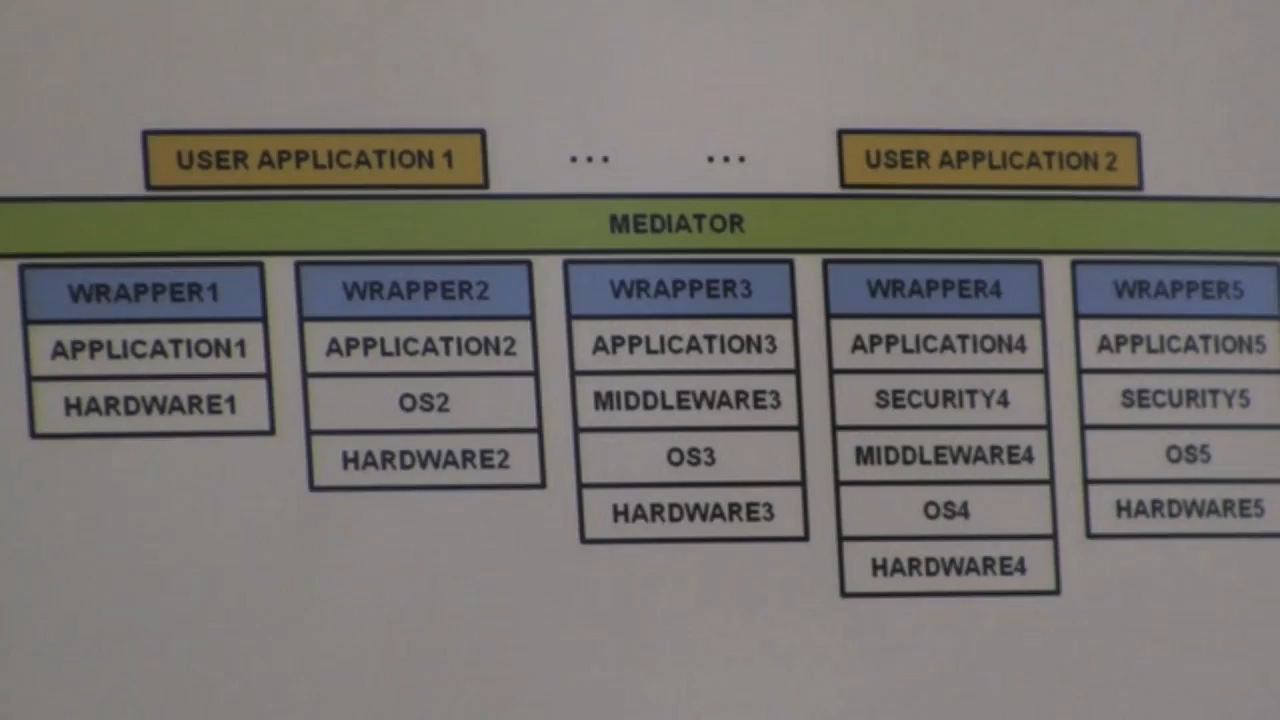 USER APPLICATION 1 ... ... USER APPLICATION 2
MEDIATOR
WRAPPER1 WRAPPER2 WRAPPER3 WRAPPER4 WRAPPER5
APPLICATION1 APPLICATION2 APPLICATION3 APPLICATION4 APPLICATION5
HARDWARE1 OS2 MIDDLEWARE3 SECURITY4 SECURITY5
HARDWARE2 OS3 MIDDLEWARE4 OS5
HARDWARE3 OS4 HARDWARE5
HARDWARE4